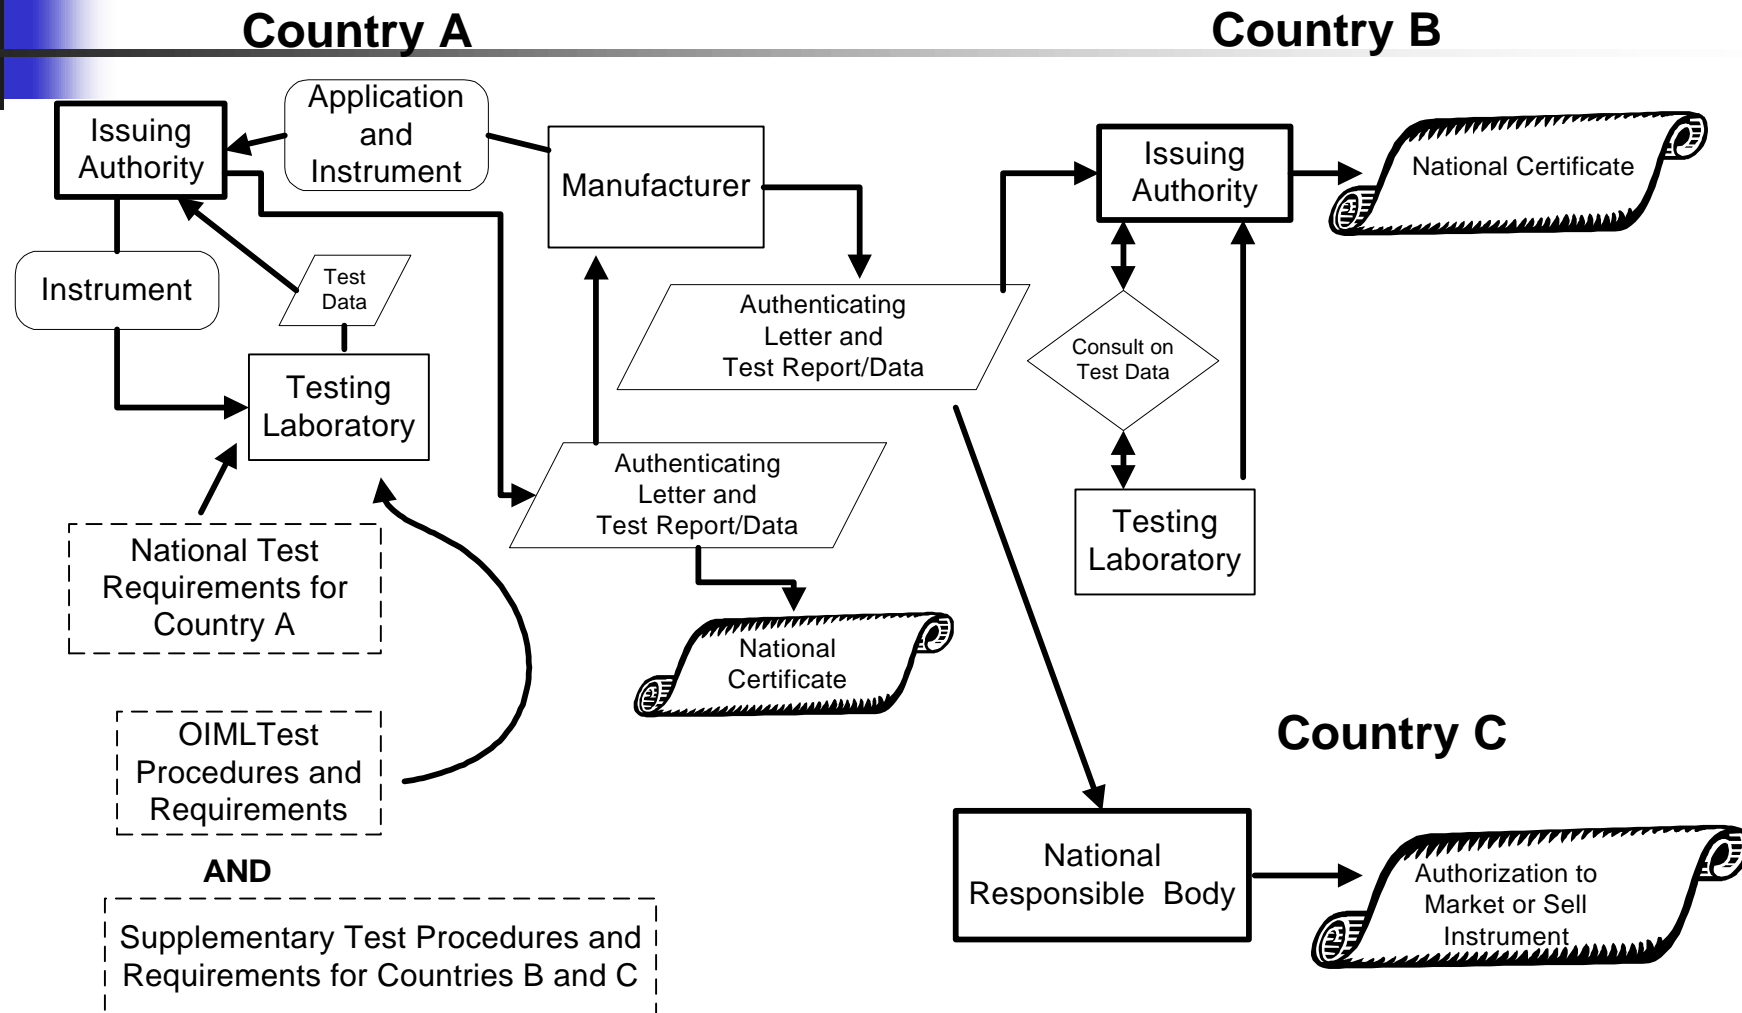 Country A
Country B
Application
and
Instrument
Issuing
Authority
Manufacturer
Issuing
Authority
National Certificate
Instrument
Test
Data
Authenticating
Letter and
Test Report/Data
Consult on
Test Data
Testing
Laboratory
Authenticating
Letter and
Test Report/Data
Testing
Laboratory
National Test
Requirements for
Country A
National
Certificate
OIMLTest
Procedures and
Requirements
Country C
AND
National
Responsible Body
Authorization to
Market or Sell
Instrument
Supplementary Test Procedures and
Requirements for Countries B and C